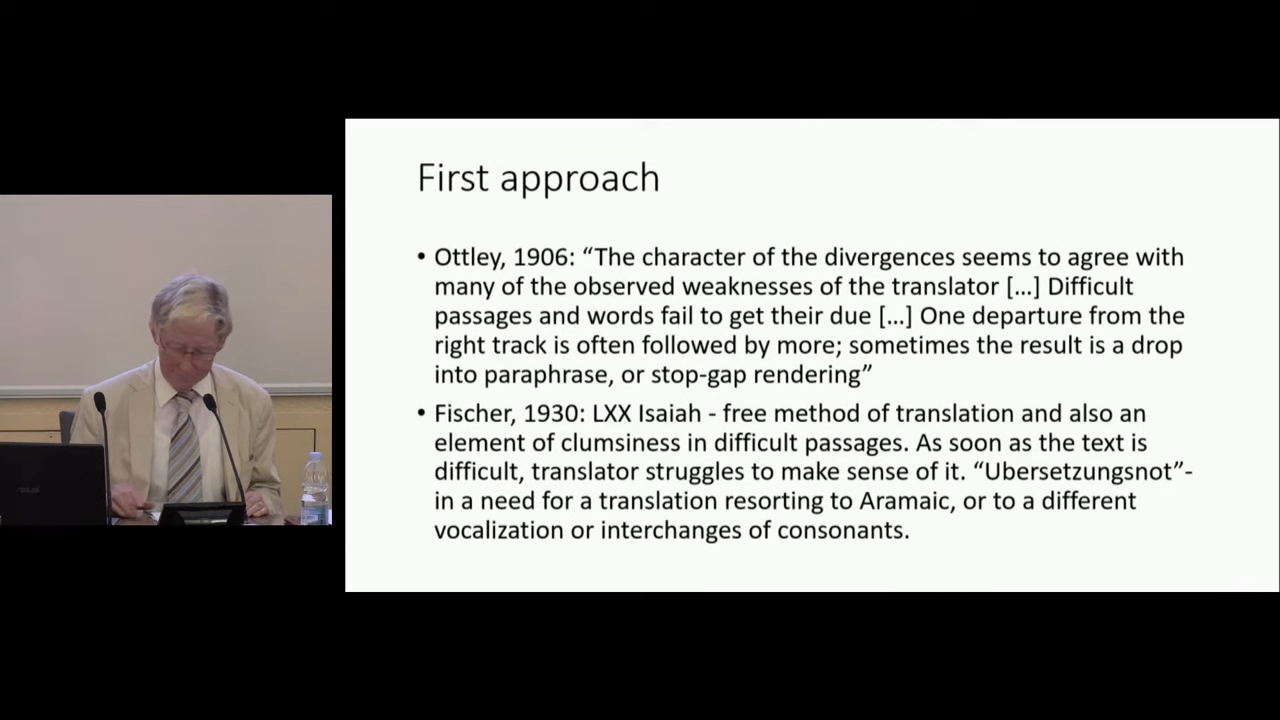 First approach
• Ottley, 1906: “The character of the divergences seems to agree with
many of the observed weaknesses of the translator […] Difficult
passages and words fail to get their due […] One departure from the
right track is often followed by more; sometimes the result is a drop
into paraphrase, or stop-gap rendering”
• Fischer, 1930: LXX Isaiah - free method of translation and also an
element of clumsiness in difficult passages. As soon as the text is
difficult, translator struggles to make sense of it. “Ubersetzungsnot”-
in a need for a translation resorting to Aramaic, or to a different
vocalization or interchanges of consonants.
ASUS